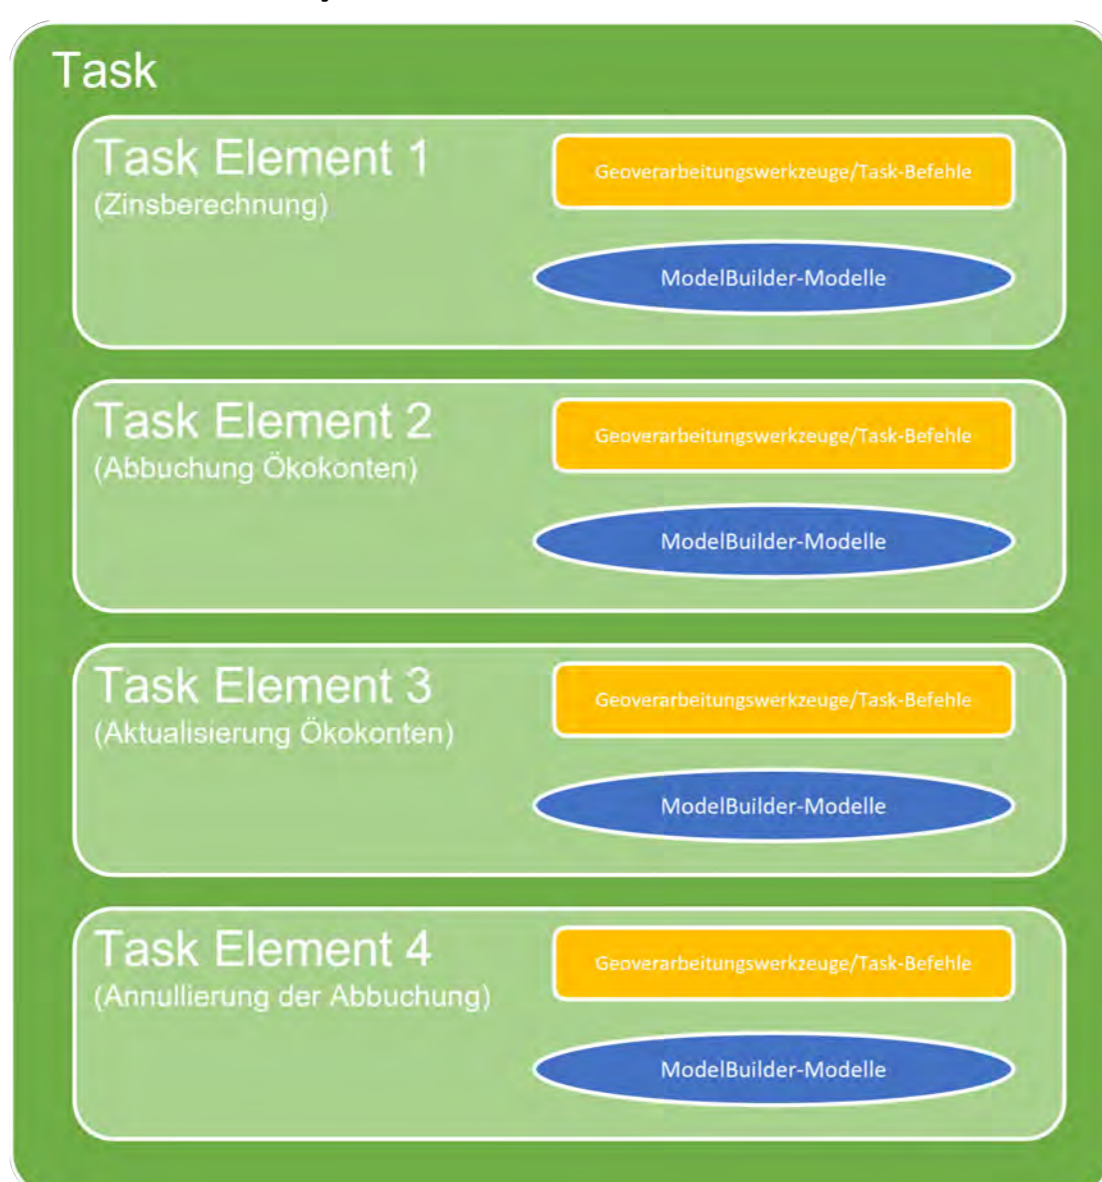 Task
Task Element 1
(Zinsberechnung)
Geoverarbeitungswerkzeuge/Task-Befehle
ModelBuilder-Modelle
Task Element 2
(Abbuchung Ökokonten)
Geoverarbeitungswerkzeuge/Task-Befehle
ModelBuilder-Modelle
Task Element 3
(Aktualisierung Ökokonten)
Geoverarbeitungswerkzeuge/Task-Befehle
ModelBuilder-Modelle
Task Element 4
(Annullierung der Abbuchung)
Geoverarbeitungswerkzeuge/Task-Befehle
ModelBuilder-Modelle